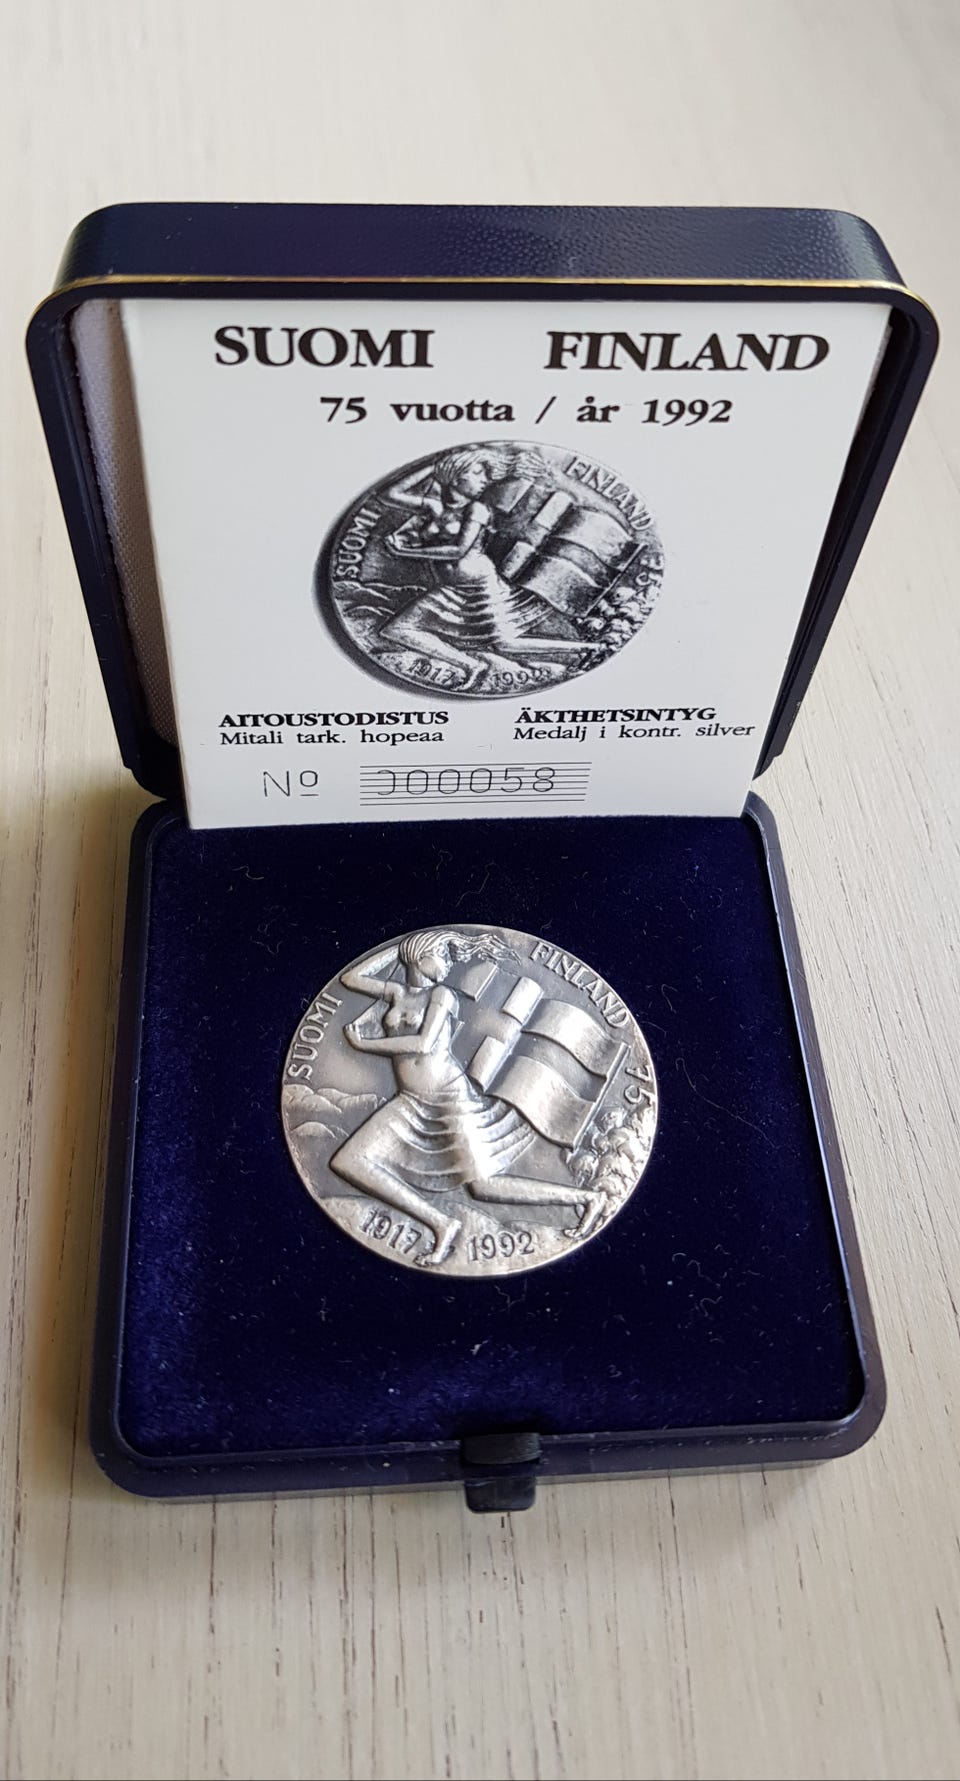 SUOMI FINLAND
75 vuotta / år 1992
SUOMI FINLAND 75
1917 1992
AITOUSTODISTUS ÄKTHETSINTYG
Mitali tark. hopeaa Medalj i kontr. silver
Nº 000058
SUOMI FINLAND 75
1917 1992